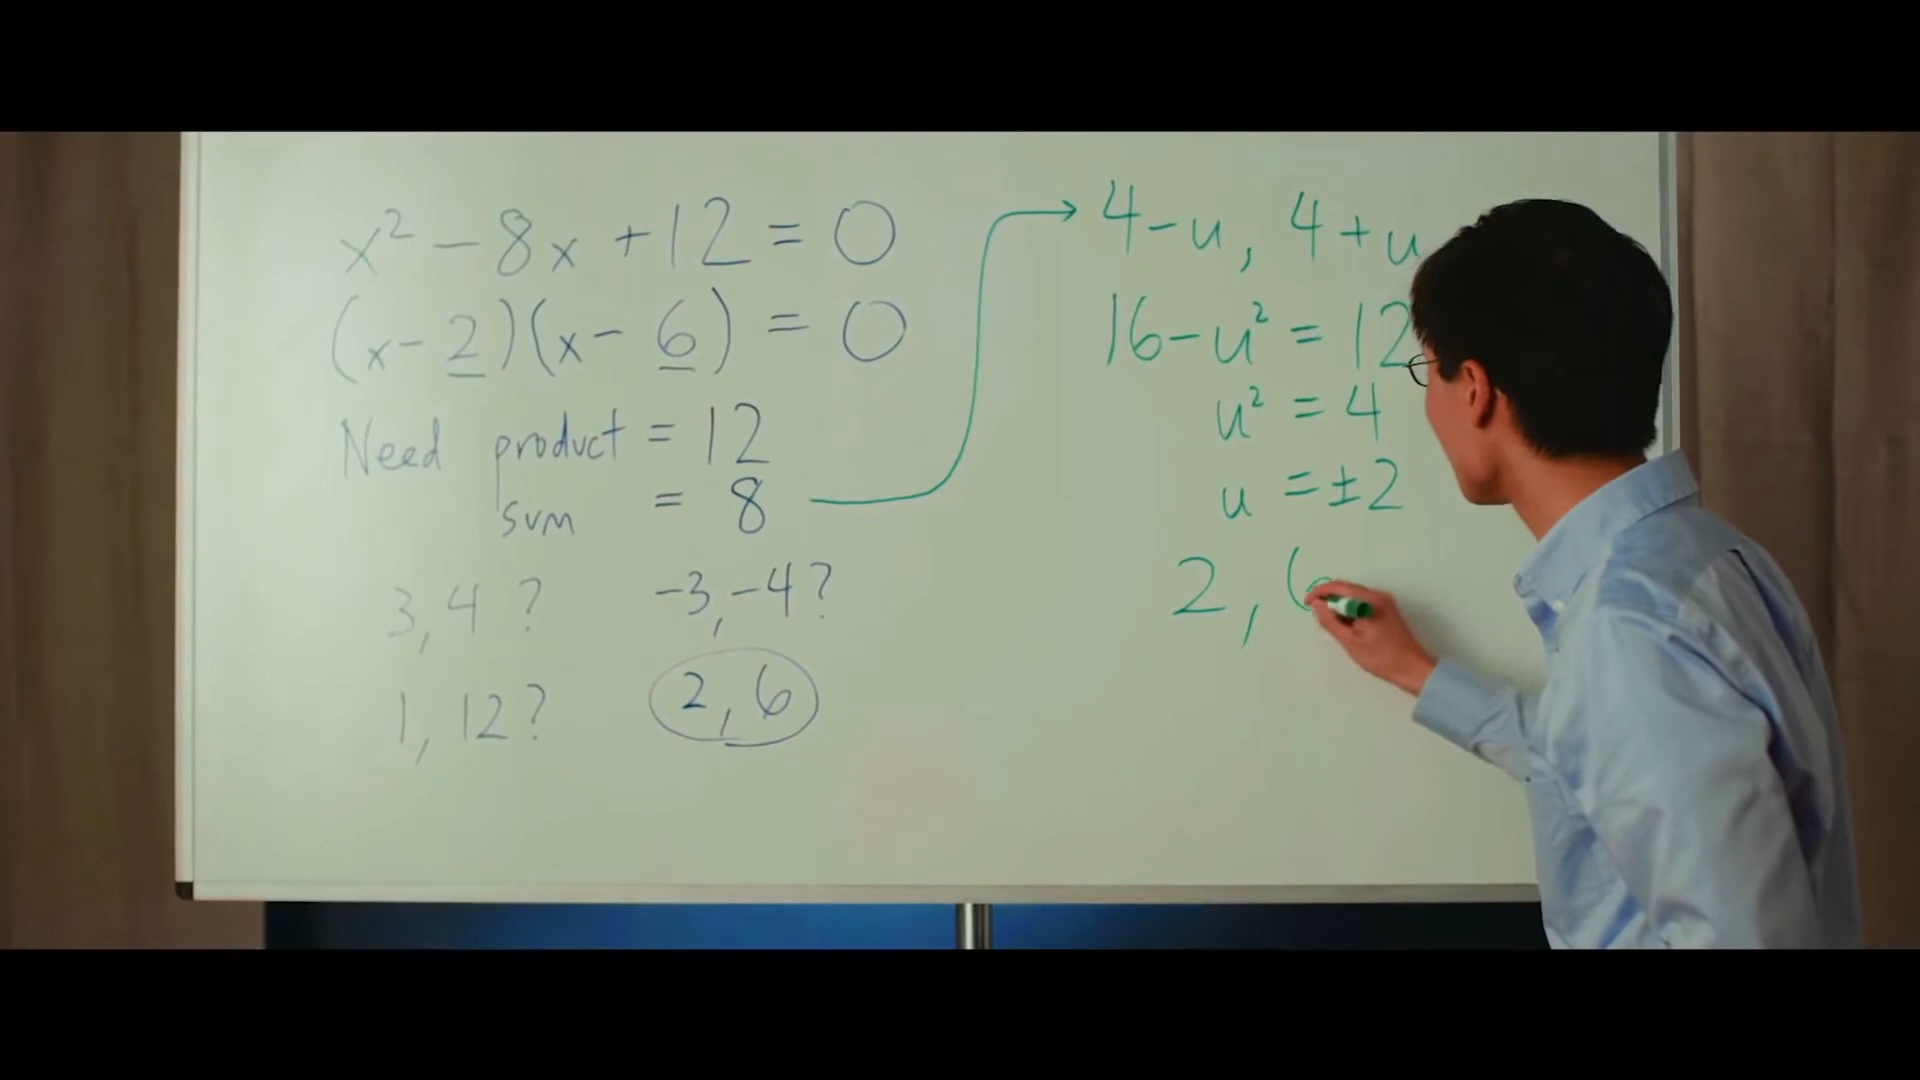 x² - 8x + 12 = 0
(x - 2)(x - 6) = 0
Need product = 12
sum = 8
3, 4 ?
-3, -4 ?
1, 12 ?
2, 6
4 - u, 4 + u
16 - u² = 12
u² = 4
u = ±2
2, 6